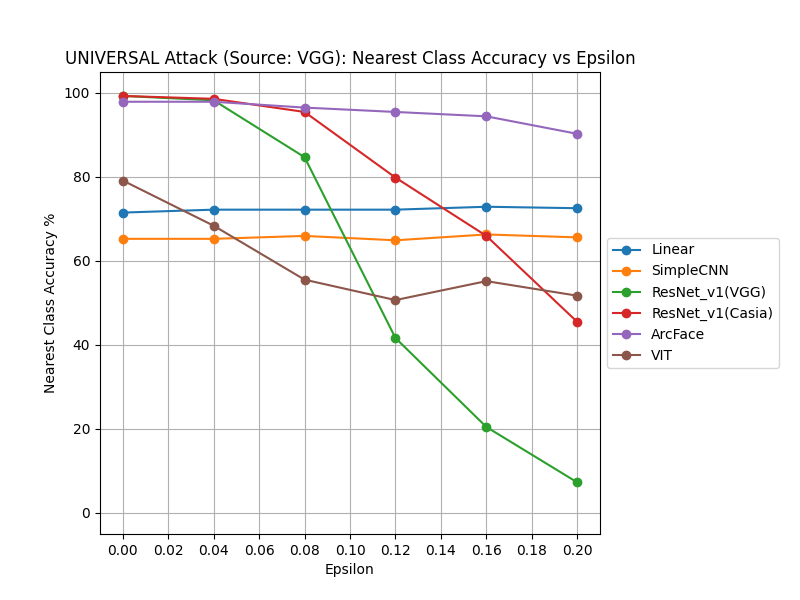 UNIVERSAL Attack (Source: VGG): Nearest Class Accuracy vs Epsilon
Nearest Class Accuracy %
100
80
60
40
20
0
0.00 0.02 0.04 0.06 0.08 0.10 0.12 0.14 0.16 0.18 0.20
Epsilon
Linear
SimpleCNN
ResNet_v1(VGG)
ResNet_v1(Casia)
ArcFace
VIT